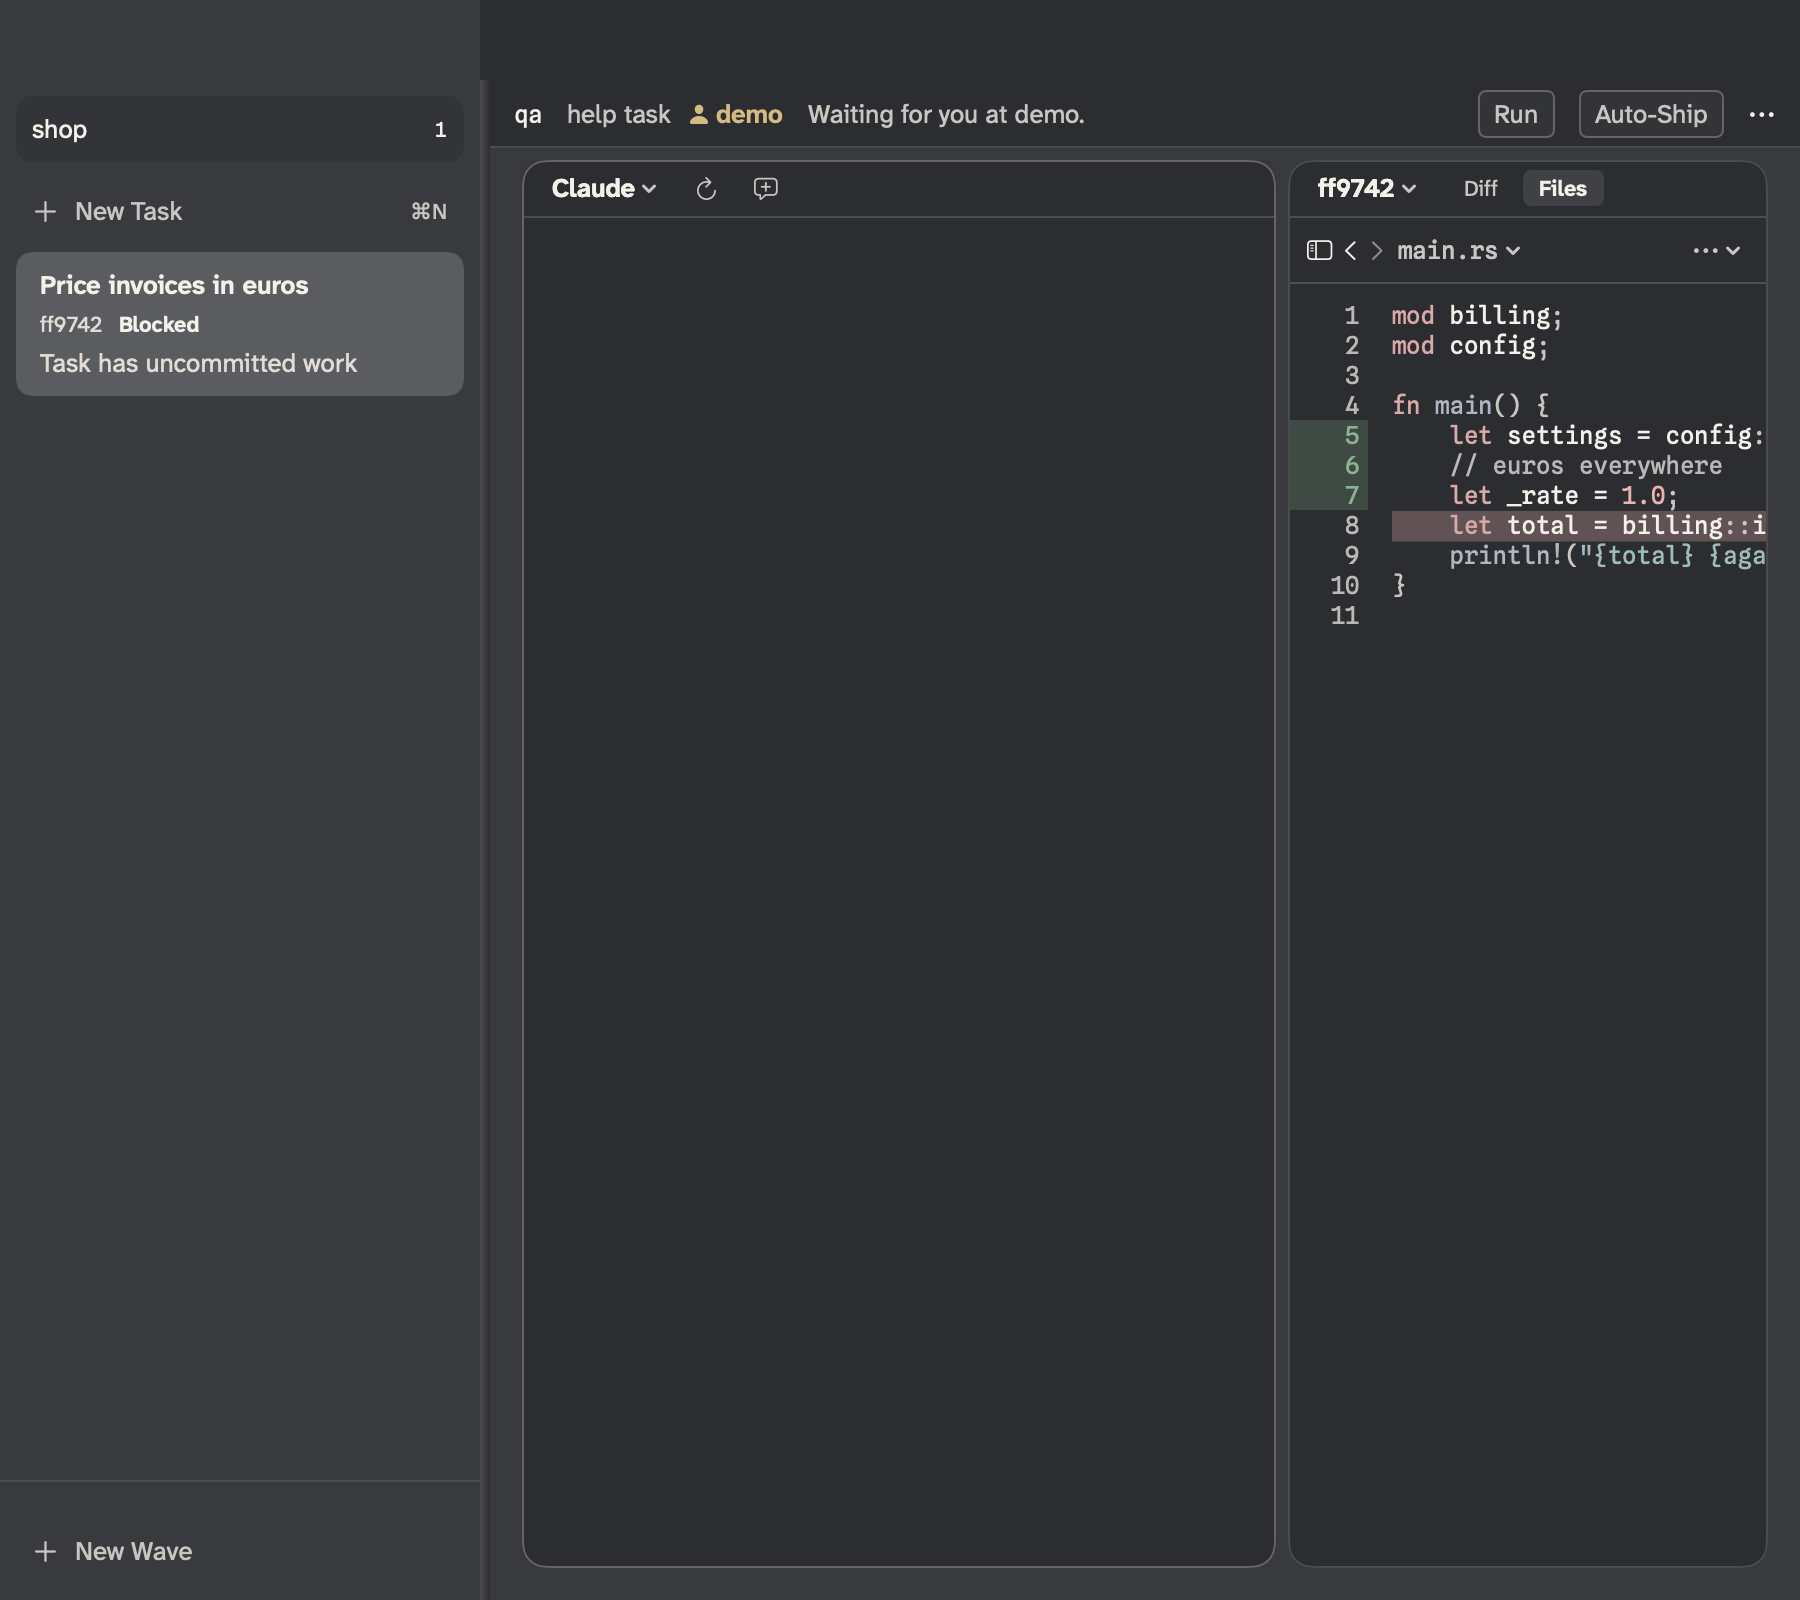 shop 1
New Task ⌘N
Price invoices in euros
ff9742 Blocked
Task has uncommitted work
New Wave
qa help task demo Waiting for you at demo.
Run Auto-Ship
Claude
ff9742 Diff Files
main.rs
1 mod billing;
2 mod config;
3
4 fn main() {
5     let settings = config:
6     // euros everywhere
7     let _rate = 1.0;
8     let total = billing::i
9     println!("{total} {aga
10 }
11